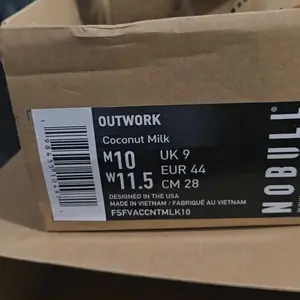 OUTWORK
Coconut Milk
M10 UK 9
W11.5 EUR 44
CM 28
DESIGNED IN THE USA
MADE IN VIETNAM / FABRIQUÉ AU VIETNAM
FSFVACCNTMLK10
NOBULL®